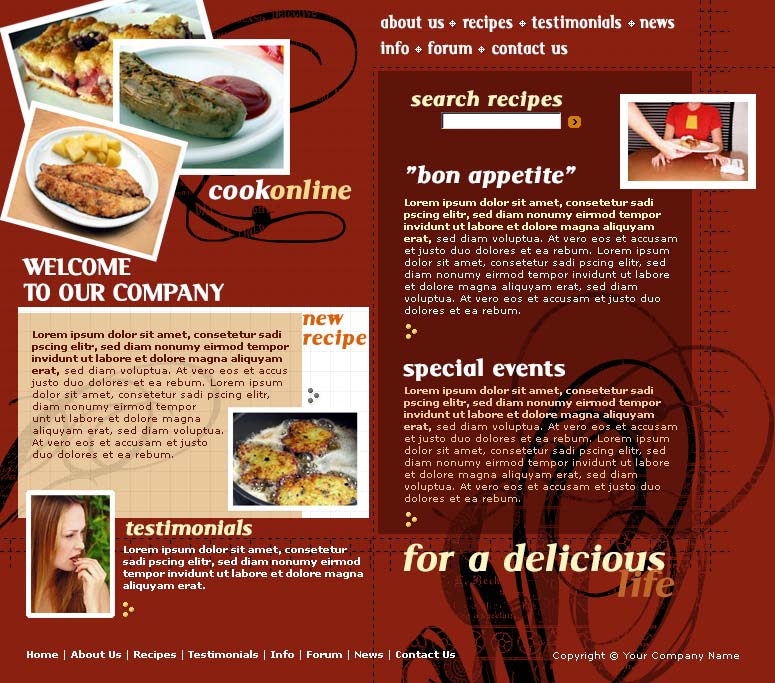 about us recipes testimonials news
info forum contact us
search recipes
cookonline
"bon appetite"
Lorem ipsum dolor sit amet, consetetur sadi
pscing elitr, sed diam nonumy eirmod tempor
invidunt ut labore et dolore magna aliquyam
erat, sed diam voluptua. At vero eos et accusam
et justo duo dolores et ea rebum. Lorem ipsum
dolor sit amet, consetetur sadipscing elitr, sed
diam nonumy eirmod tempor invidunt ut labore
et dolore magna aliquyam erat, sed diam
voluptua. At vero eos et accusam et justo duo
dolores et ea rebum.
WELCOME
TO OUR COMPANY
new
recipe
Lorem ipsum dolor sit amet, consetetur sadi
pscing elitr, sed diam nonumy eirmod tempor
invidunt ut labore et dolore magna aliquyam
erat, sed diam voluptua. At vero eos et accus
justo duo dolores et ea rebum. Lorem ipsum
dolor sit amet, consetetur sadipscing elitr,
sed diam nonumy eirmod tempor
unt ut labore et dolore magna
aliquyam erat, sed diam voluptua.
At vero eos et accusam et justo
duo dolores et ea rebum.
special events
Lorem ipsum dolor sit amet, consetetur sadi
pscing elitr, sed diam nonumy eirmod tempor
invidunt ut labore et dolore magna aliquyam
erat, sed diam voluptua. At vero eos et accusam
et justo duo dolores et ea rebum. Lorem ipsum
dolor sit amet, consetetur sadipscing elitr, sed
diam nonumy eirmod tempor invidunt ut labore
et dolore magna aliquyam erat, sed diam
voluptua. At vero eos et accusam et justo duo
dolores et ea rebum.
testimonials
Lorem ipsum dolor sit amet, consetetur
sadi pscing elitr, sed diam nonumy eirmod
tempor invidunt ut labore et dolore magna
aliquyam erat.
for a delicious
life
Home | About Us | Recipes | Testimonials | Info | Forum | News | Contact Us
Copyright © Your Company Name